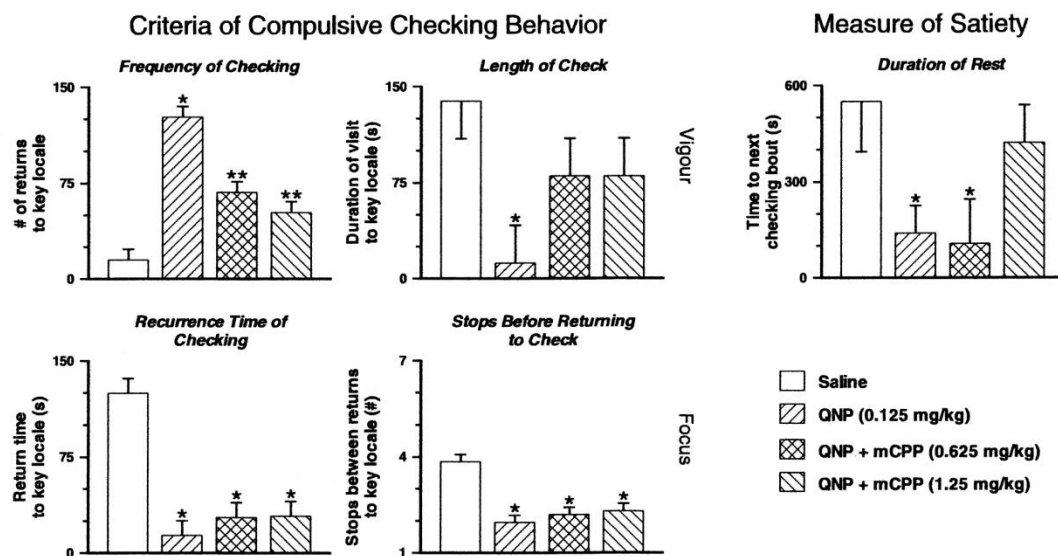 Criteria of Compulsive Checking Behavior
Measure of Satiety
Frequency of Checking
# of returns
to key locale
150
75
0
*
**
**
Length of Check
Duration of visit
to key locale (s)
150
75
0
*
Vigour
Duration of Rest
Time to next
checking bout (s)
600
300
0
*
*
Recurrence Time of
Checking
Return time
to key locale (s)
150
75
0
*
*
*
Stops Before Returning
to Check
Stops between returns
to key locale (#)
7
4
1
*
*
*
Focus
Saline
QNP (0.125 mg/kg)
QNP + mCPP (0.625 mg/kg)
QNP + mCPP (1.25 mg/kg)